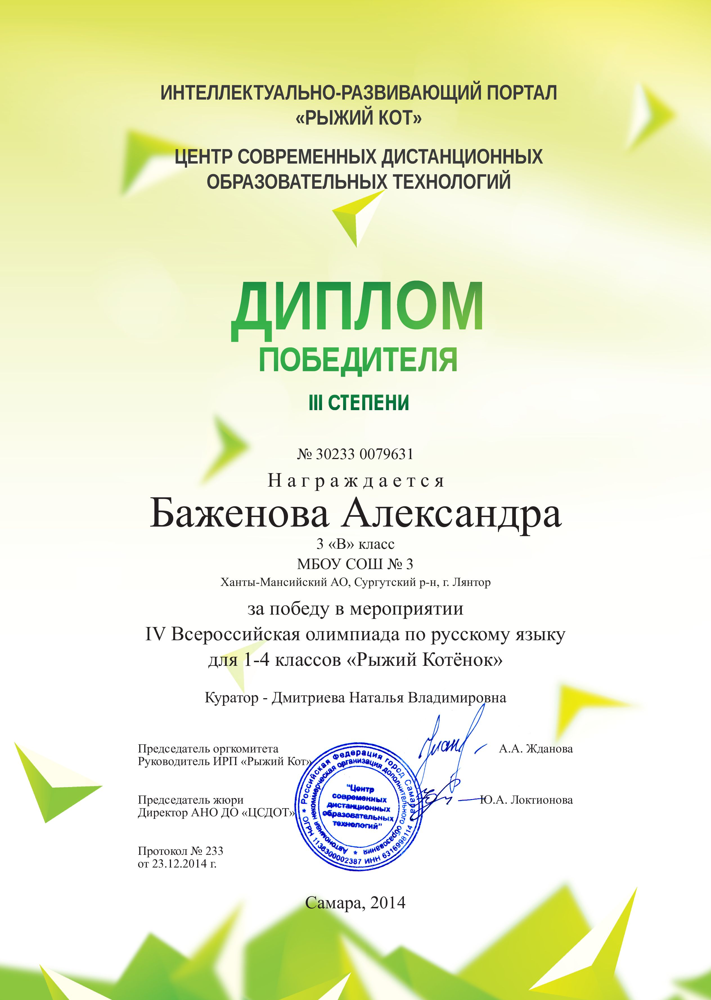 ИНТЕЛЛЕКТУАЛЬНО-РАЗВИВАЮЩИЙ ПОРТАЛ
«РЫЖИЙ КОТ»
ЦЕНТР СОВРЕМЕННЫХ ДИСТАНЦИОННЫХ
ОБРАЗОВАТЕЛЬНЫХ ТЕХНОЛОГИЙ
ДИПЛОМ
ПОБЕДИТЕЛЯ
III СТЕПЕНИ
№ 30233 0079631
Награждается
Баженова Александра
3 «В» класс
МБОУ СОШ № 3
Ханты-Мансийский АО, Сургутский р-н, г. Лянтор
за победу в мероприятии
IV Всероссийская олимпиада по русскому языку
для 1-4 классов «Рыжий Котёнок»
Куратор - Дмитриева Наталья Владимировна
Председатель оргкомитета
Руководитель ИРП «Рыжий Кот»
А.А. Жданова
Председатель жюри
Директор АНО ДО «ЦСДОТ»
Ю.А. Локтионова
Российская Федерация город Самара * ОГРН 1136300002387 ИНН 6316998114 *
Автономная некоммерческая организация дополнительного образования *
"Центр
современных
дистанционных
образовательных
технологий"
Протокол № 233
от 23.12.2014 г.
Самара, 2014